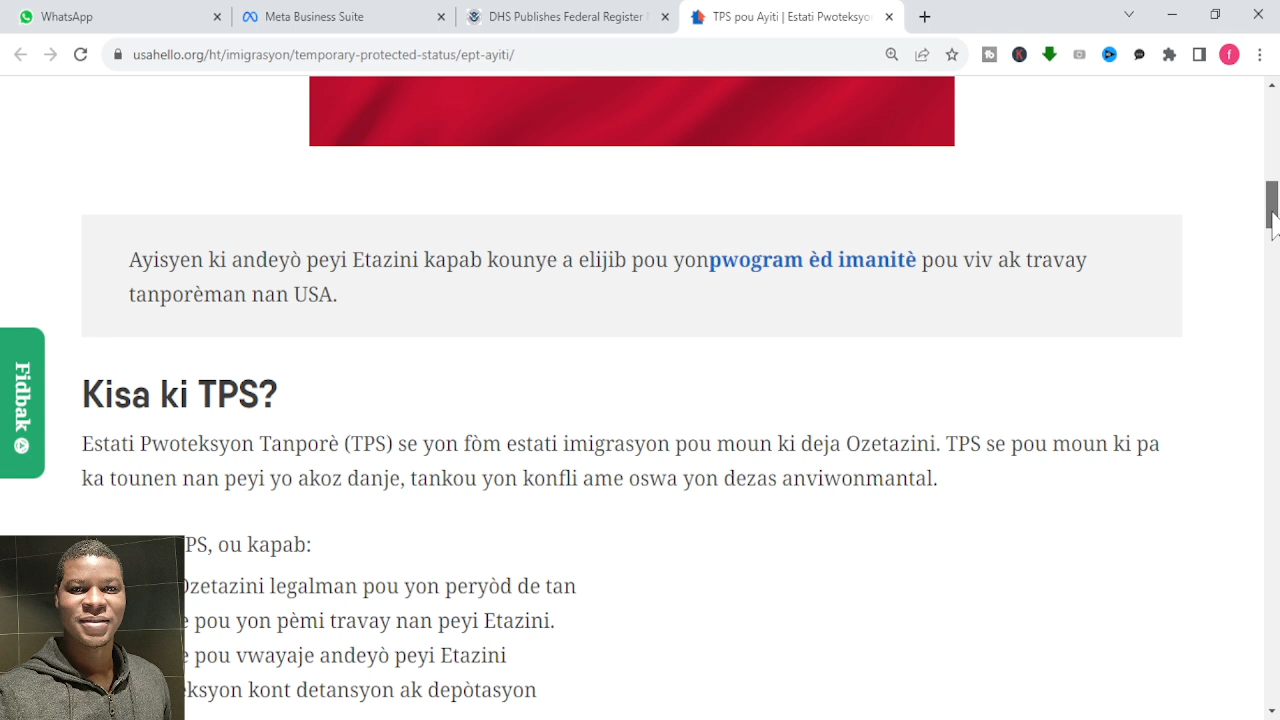 WhatsApp
Meta Business Suite
DHS Publishes Federal Register
TPS pou Ayiti | Estati Pwoteksyo
usahello.org/ht/imigrasyon/temporary-protected-status/ept-ayiti/
f
Ayisyen ki andeyò peyi Etazini kapab kounye a elijib pou yonpwogram èd imanitè pou viv ak travay
tanporèman nan USA.
Fidbak
Kisa ki TPS?
Estati Pwoteksyon Tanporè (TPS) se yon fòm estati imigrasyon pou moun ki deja Ozetazini. TPS se pou moun ki pa
ka tounen nan peyi yo akoz danje, tankou yon konfli ame oswa yon dezas anviwonmantal.
TPS, ou kapab:
Ozetazini legalman pou yon peryòd de tan
e pou yon pèmi travay nan peyi Etazini.
e pou vwayaje andeyò peyi Etazini
eksyon kont detansyon ak depòtasyon